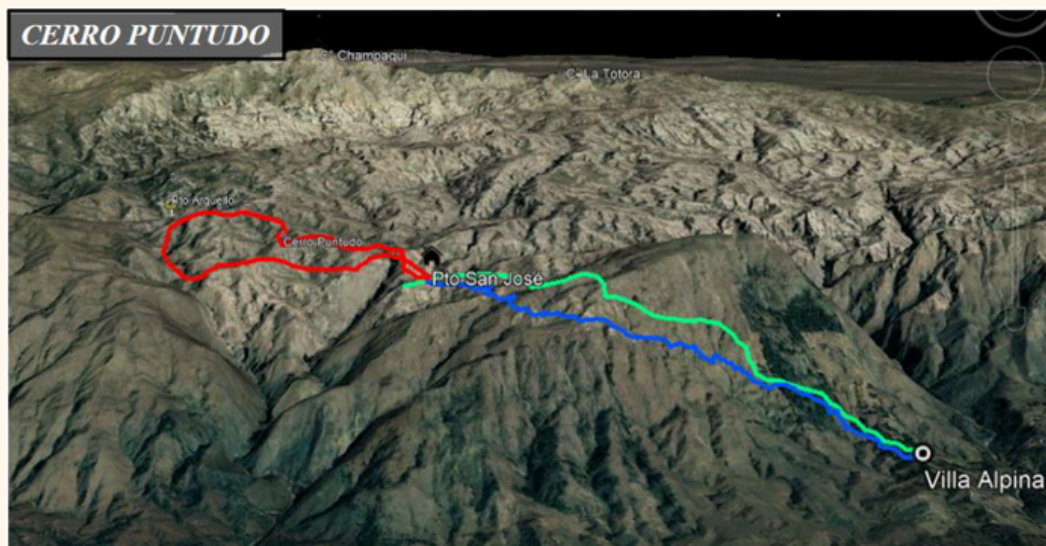 CERRO PUNTUDO
C° Champaqui
C° La Totora
Pto Arguello
Cerro Puntudo
Pto San José
Villa Alpina